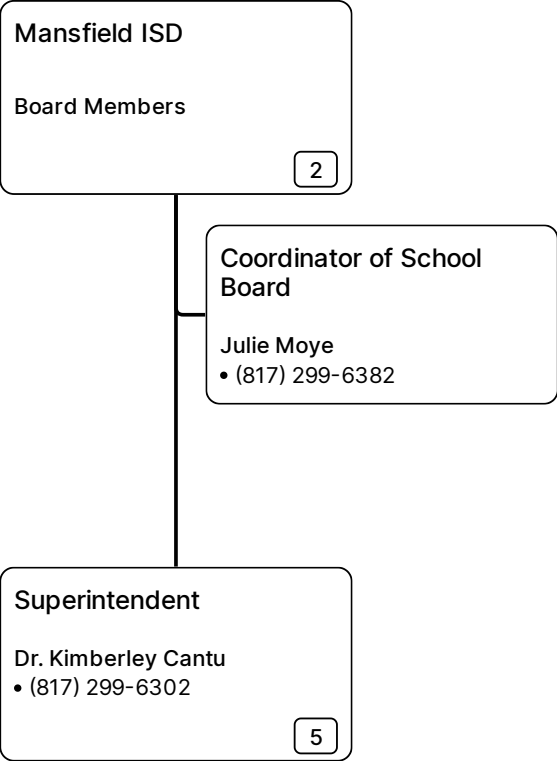 Mansfield ISD
Board Members
2
Coordinator of School
Board
Julie Moye
• (817) 299-6382
Superintendent
Dr. Kimberley Cantu
• (817) 299-6302
5